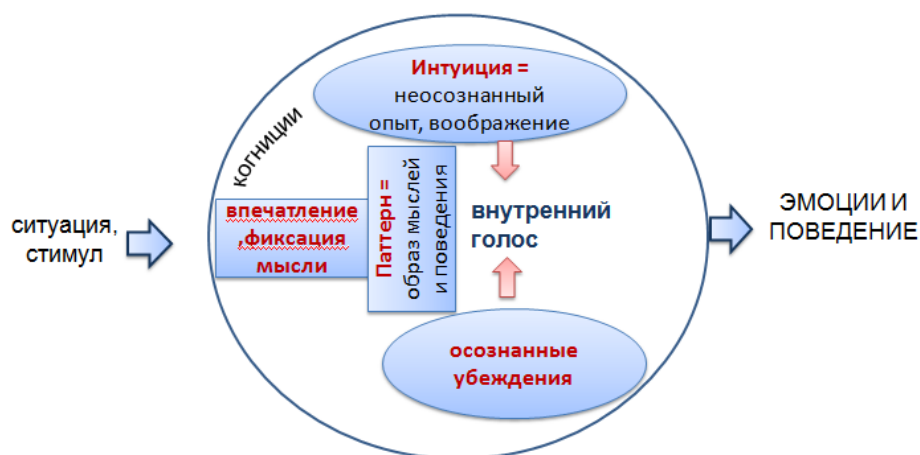 Интуиция =
неосознанный
опыт, воображение
когниции
впечатление
,фиксация
мысли
Паттерн =
образ мыслей
и поведения
внутренний
голос
ситуация,
стимул
ЭМОЦИИ И
ПОВЕДЕНИЕ
осознанные
убеждения